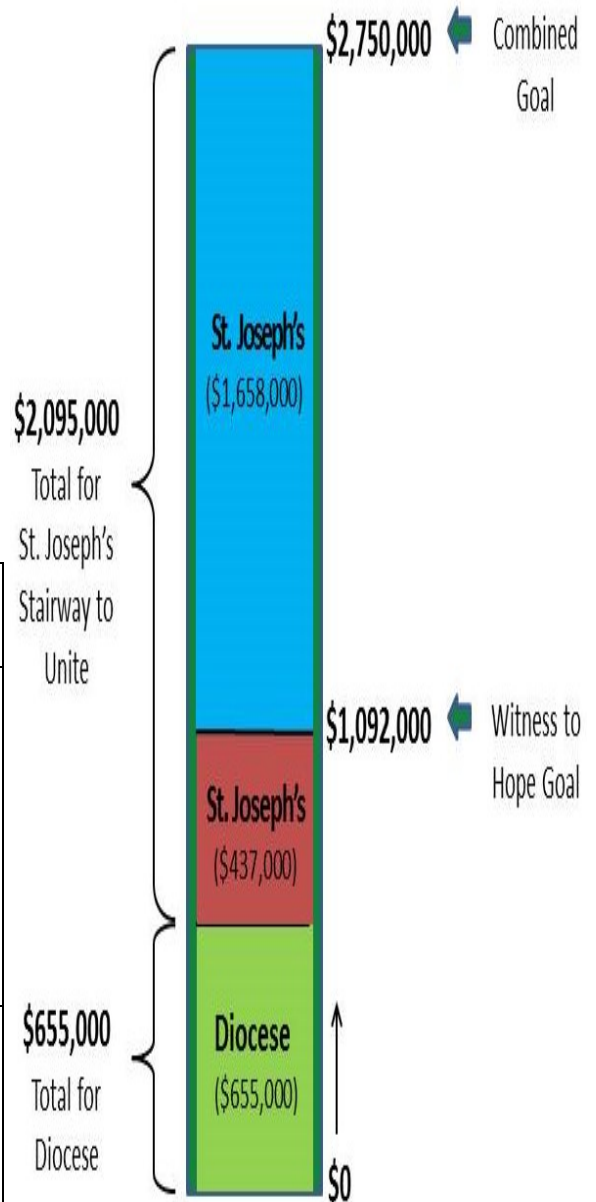 $2,750,000
Combined
Goal
St. Joseph's
($1,658,000)
$2,095,000
Total for
St. Joseph's
Stairway to
Unite
$1,092,000
Witness to
Hope Goal
St. Joseph's
($437,000)
$655,000
Total for
Diocese
Diocese
($655,000)
$0